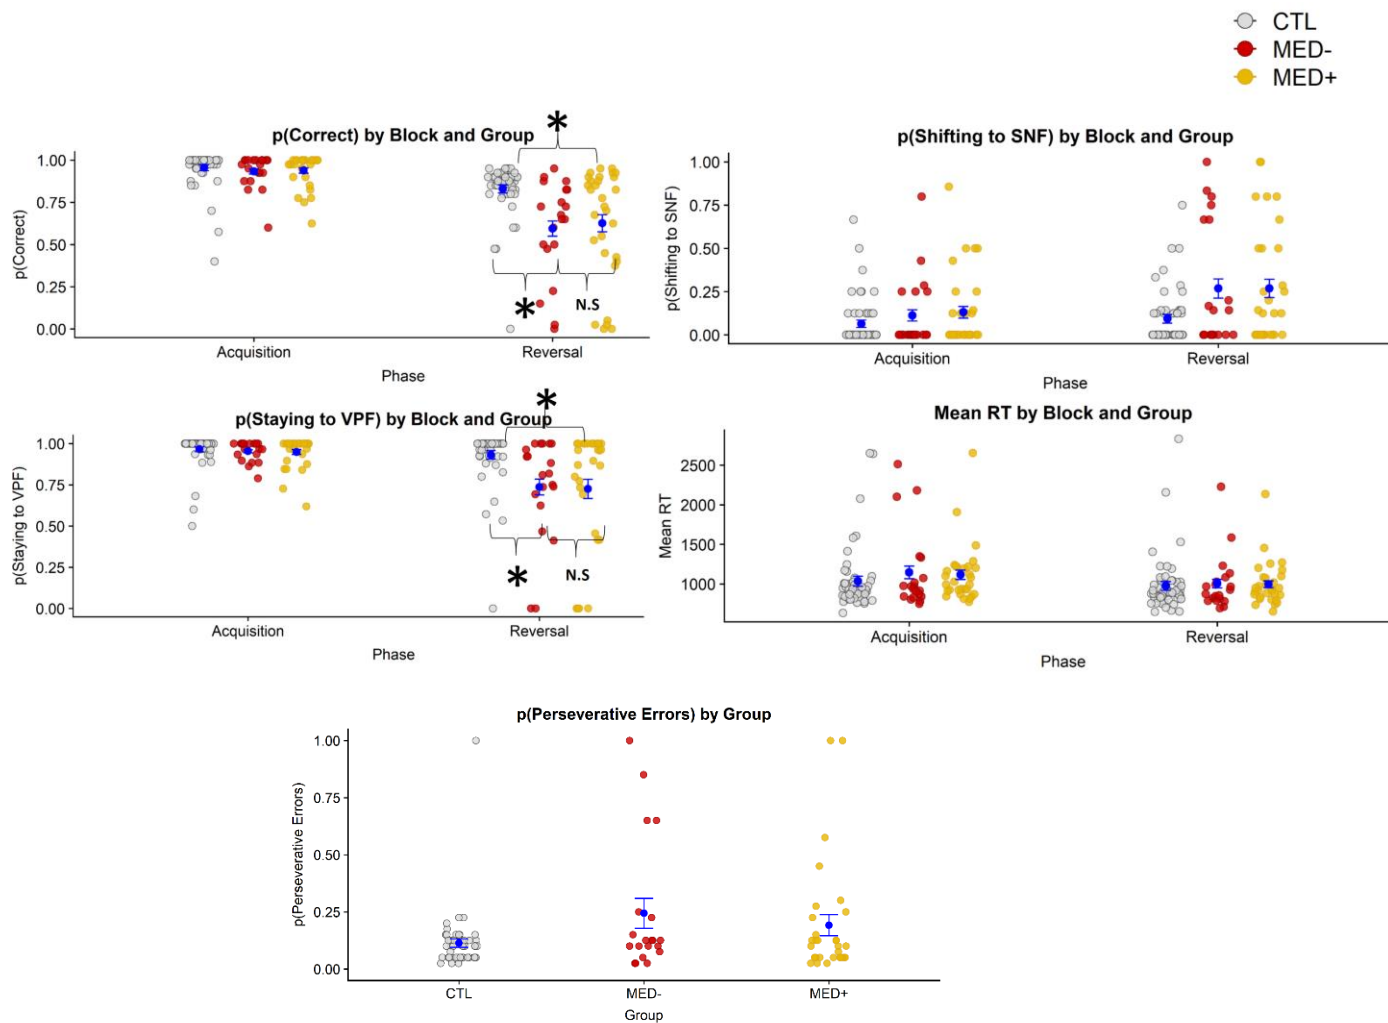 CTL
MED-
MED+
p(Correct) by Block and Group
*
p(Correct)
1.00
0.75
0.50
0.25
0.00
*
N.S
Acquisition
Reversal
Phase
p(Shifting to SNF) by Block and Group
p(Shifting to SNF)
1.00
0.75
0.50
0.25
0.00
Acquisition
Reversal
Phase
p(Staying to VPF) by Block and Group
*
p(Staying to VPF)
1.00
0.75
0.50
0.25
0.00
*
N.S
Acquisition
Reversal
Phase
Mean RT by Block and Group
Mean RT
2500
2000
1500
1000
Acquisition
Reversal
Phase
p(Perseverative Errors) by Group
p(Perseverative Errors)
1.00
0.75
0.50
0.25
0.00
CTL
MED-
MED+
Group